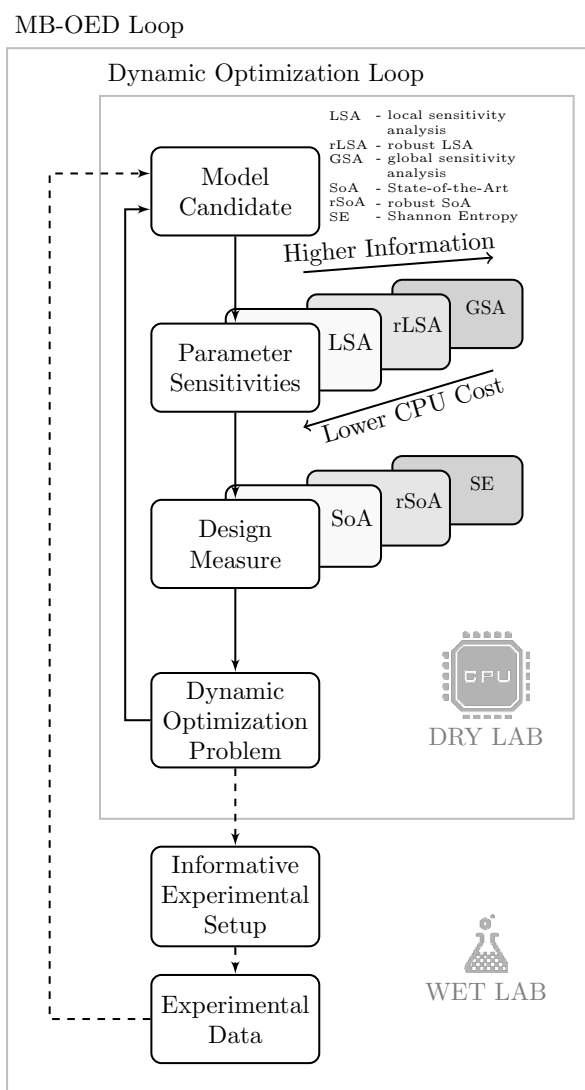 MB-OED Loop
Dynamic Optimization Loop
LSA - local sensitivity
analysis
rLSA - robust LSA
GSA - global sensitivity
analysis
SoA - State-of-the-Art
rSoA - robust SoA
SE - Shannon Entropy
Model
Candidate
Higher Information
Parameter
Sensitivities
LSA
rLSA
GSA
Lower CPU Cost
Design
Measure
SoA
rSoA
SE
Dynamic
Optimization
Problem
CPU
DRY LAB
Informative
Experimental
Setup
Experimental
Data
WET LAB